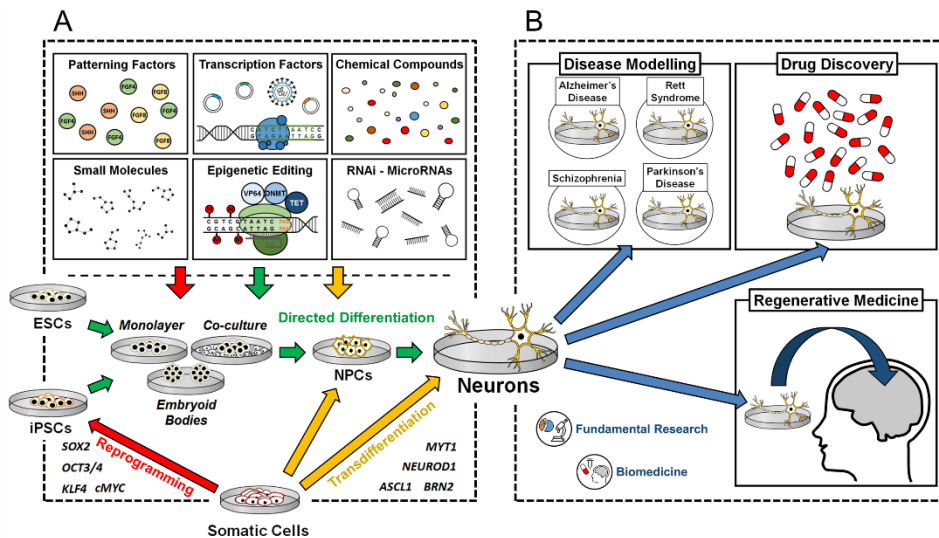 A
Patterning Factors
SHH
FGF4
FGF8
FGF4
SHH
FGF8
FGF4
SHH
FGF4
FGF8
Transcription Factors
C A T C T A A T C C
G T A G A T T A G G
Chemical Compounds
Small Molecules
Epigenetic Editing
VP64
DNMT
TET
C G T C G T A A T C
G C A G C A T T A G
RNAi - MicroRNAs
ESCs
iPSCs
Monolayer
Co-culture
Embryoid
Bodies
Directed Differentiation
NPCs
Neurons
Reprogramming
SOX2
OCT3/4
KLF4 cMYC
Transdifferentiation
MYT1
NEUROD1
ASCL1 BRN2
Somatic Cells
B
Disease Modelling
Alzheimer's
Disease
Rett
Syndrome
Schizophrenia
Parkinson's
Disease
Drug Discovery
Regenerative Medicine
Fundamental Research
Biomedicine